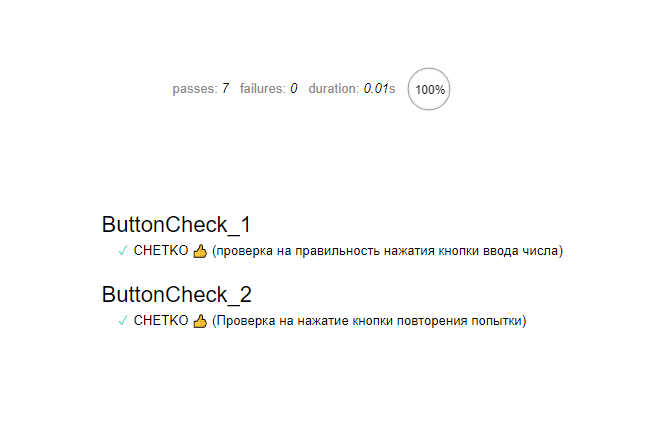 passes: 7 failures: 0 duration: 0.01s 100%
ButtonCheck_1
✓ CHETKO 👍 (проверка на правильность нажатия кнопки ввода числа)
ButtonCheck_2
✓ CHETKO 👍 (Проверка на нажатие кнопки повторения попытки)